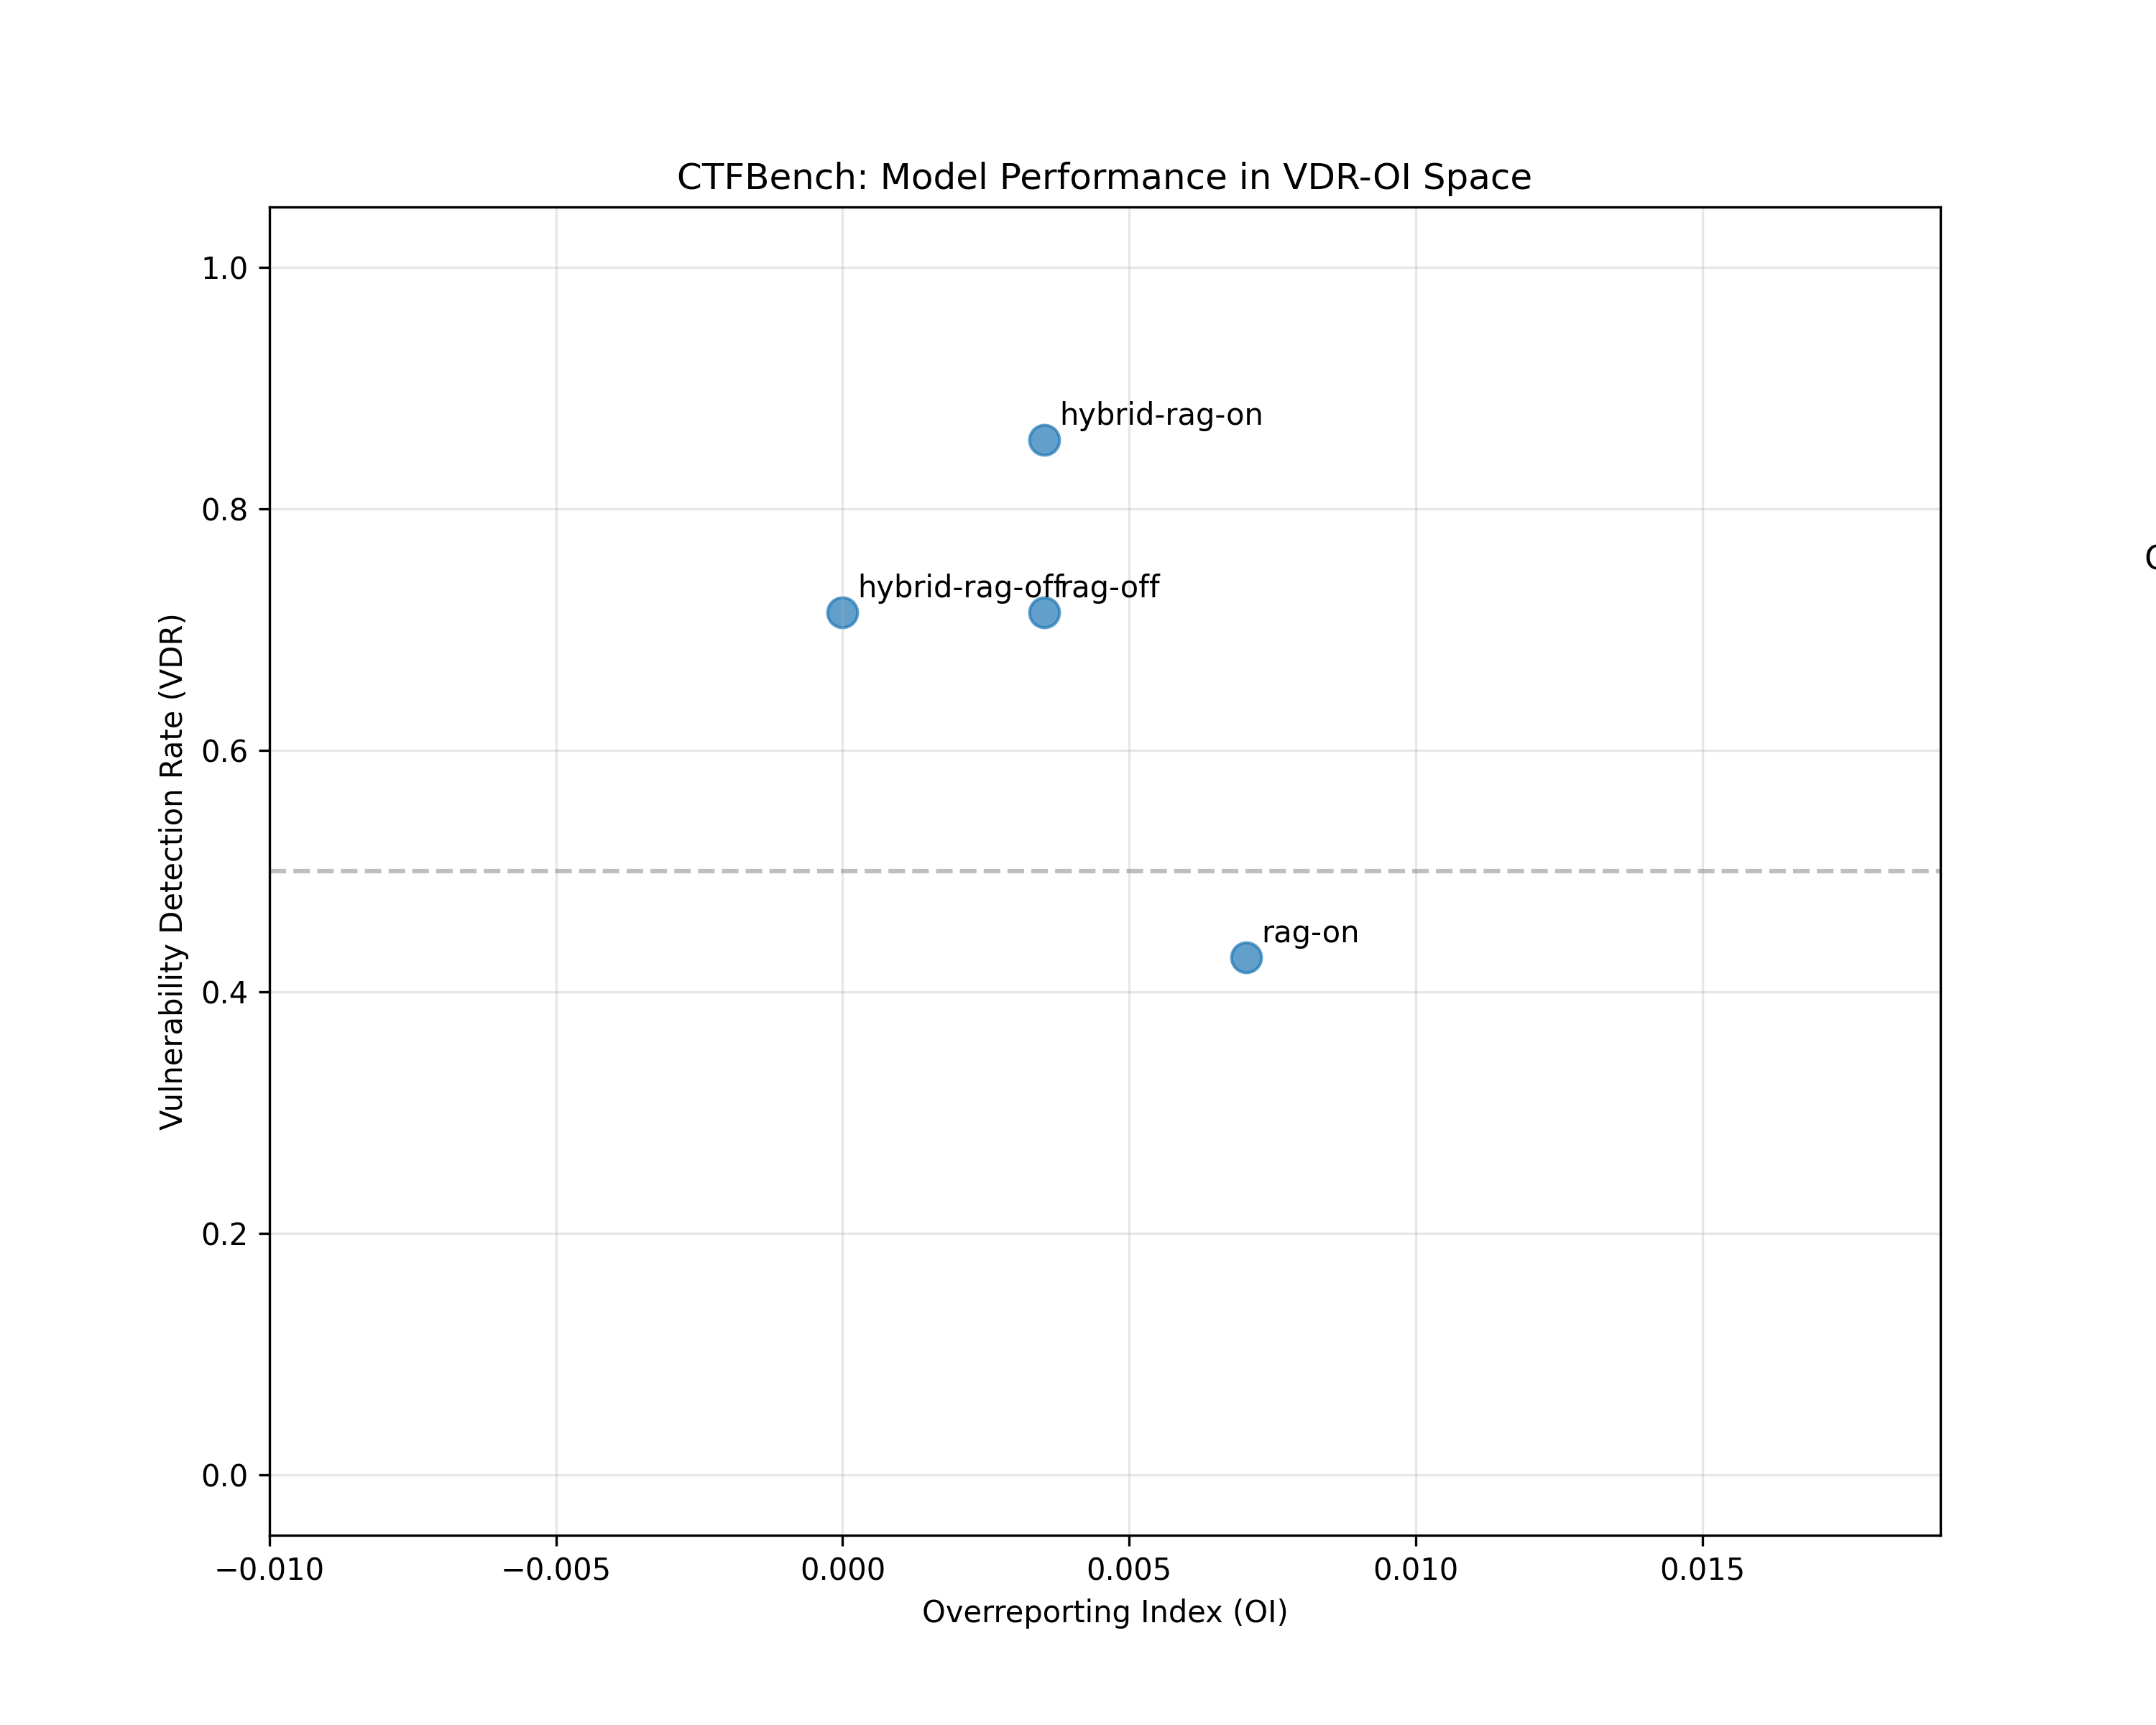 CTFBench: Model Performance in VDR-OI Space
1.0
0.8
0.6
0.4
0.2
0.0
Vulnerability Detection Rate (VDR)
hybrid-rag-on
hybrid-rag-off
rag-off
rag-on
−0.010
−0.005
0.000
0.005
0.010
0.015
Overreporting Index (OI)